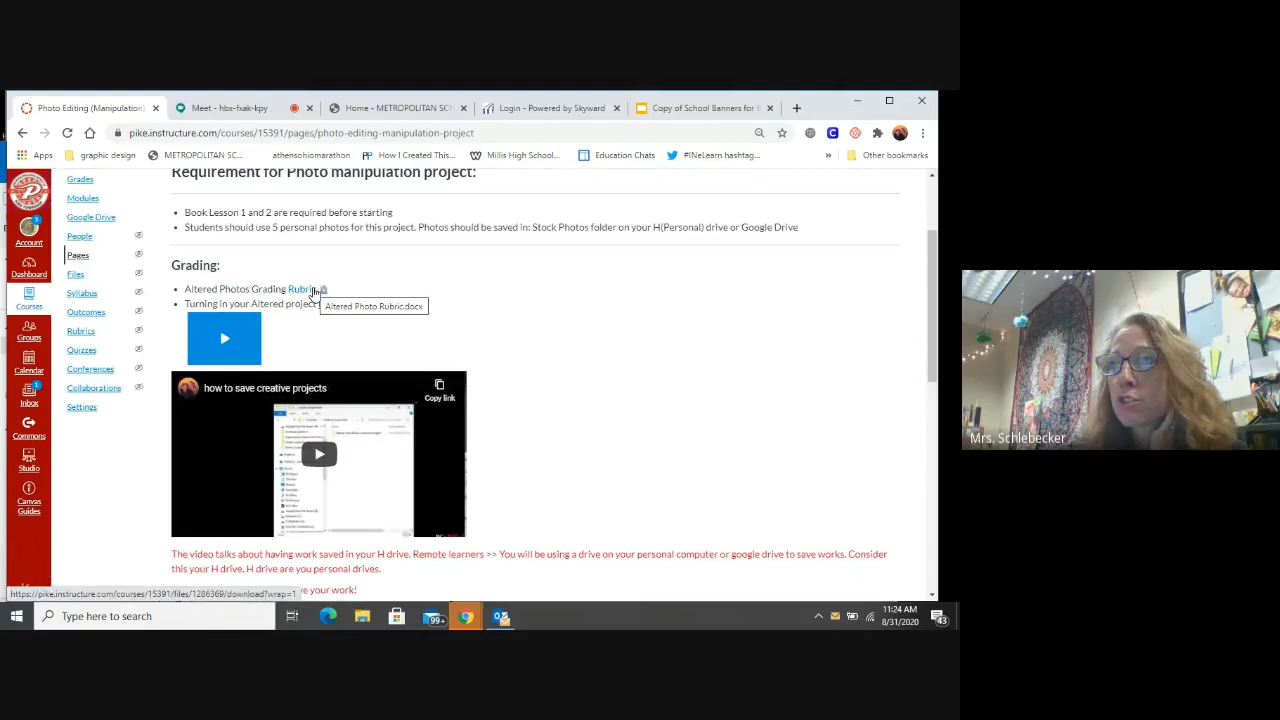 Photo Editing (Manipulation)
Meet - hbx-fxak-kpy
Home - METROPOLITAN SCH
Login - Powered by Skyward
Copy of School Banners for S
pike.instructure.com/courses/15391/pages/photo-editing-manipulation-project
Apps
graphic design
METROPOLITAN SC...
athensohiomarathon
How I Created This...
Millis High School...
Education Chats
#INeLearn hashtag...
Other bookmarks
Account
Dashboard
Courses
Groups
Calendar
Inbox
Commons
Studio
Canvas
Guides
Grades
Modules
Google Drive
People
Pages
Files
Syllabus
Outcomes
Rubrics
Quizzes
Conferences
Collaborations
Settings
Requirement for Photo manipulation project:
Book Lesson 1 and 2 are required before starting
Students should use 5 personal photos for this project. Photos should be saved in: Stock Photos folder on your H(Personal) drive or Google Drive
Grading:
Altered Photos Grading Rubric
Altered Photo Rubric.docx
Turning in your Altered project
how to save creative projects
Copy link
The video talks about having work saved in your H drive. Remote learners >> You will be using a drive on your personal computer or google drive to save works. Consider
this your H drive. H drive are you personal drives.
ve your work!
https://pike.instructure.com/courses/15391/files/1286369/download?wrap=1
Type here to search
99+
11:24 AM
8/31/2020
43
Mrs. Schlebecker